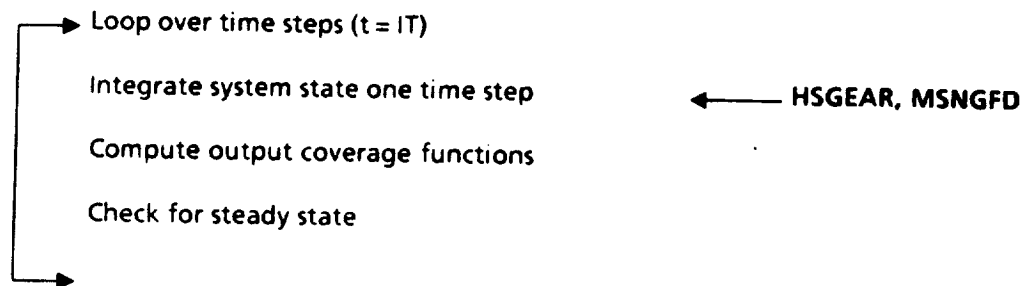 Loop over time steps (t = IT)
Integrate system state one time step HSGEAR, MSNGFD
Compute output coverage functions
Check for steady state